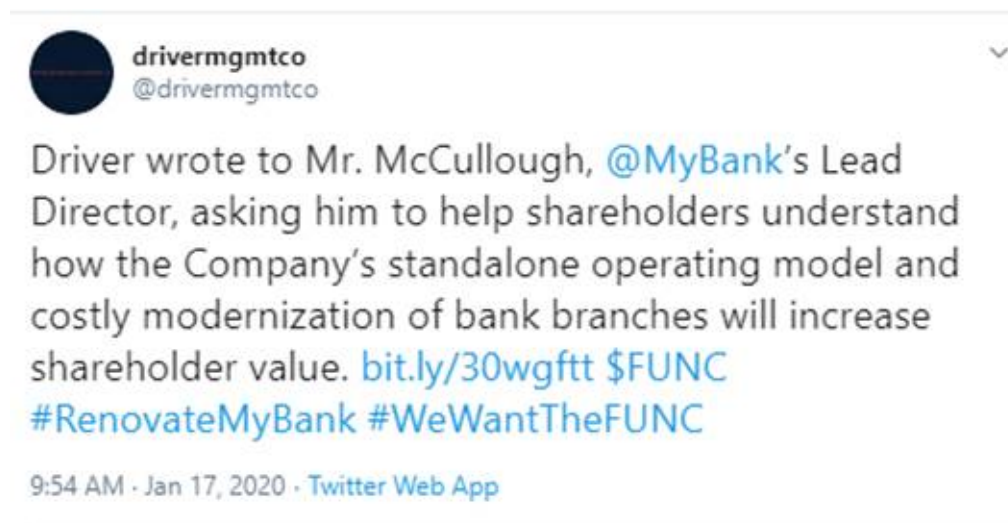 drivermgmtco
@drivermgmtco
Driver wrote to Mr. McCullough, @MyBank's Lead
Director, asking him to help shareholders understand
how the Company's standalone operating model and
costly modernization of bank branches will increase
shareholder value. bit.ly/30wgftt $FUNC
#RenovateMyBank #WeWantTheFUNC
9:54 AM · Jan 17, 2020 · Twitter Web App